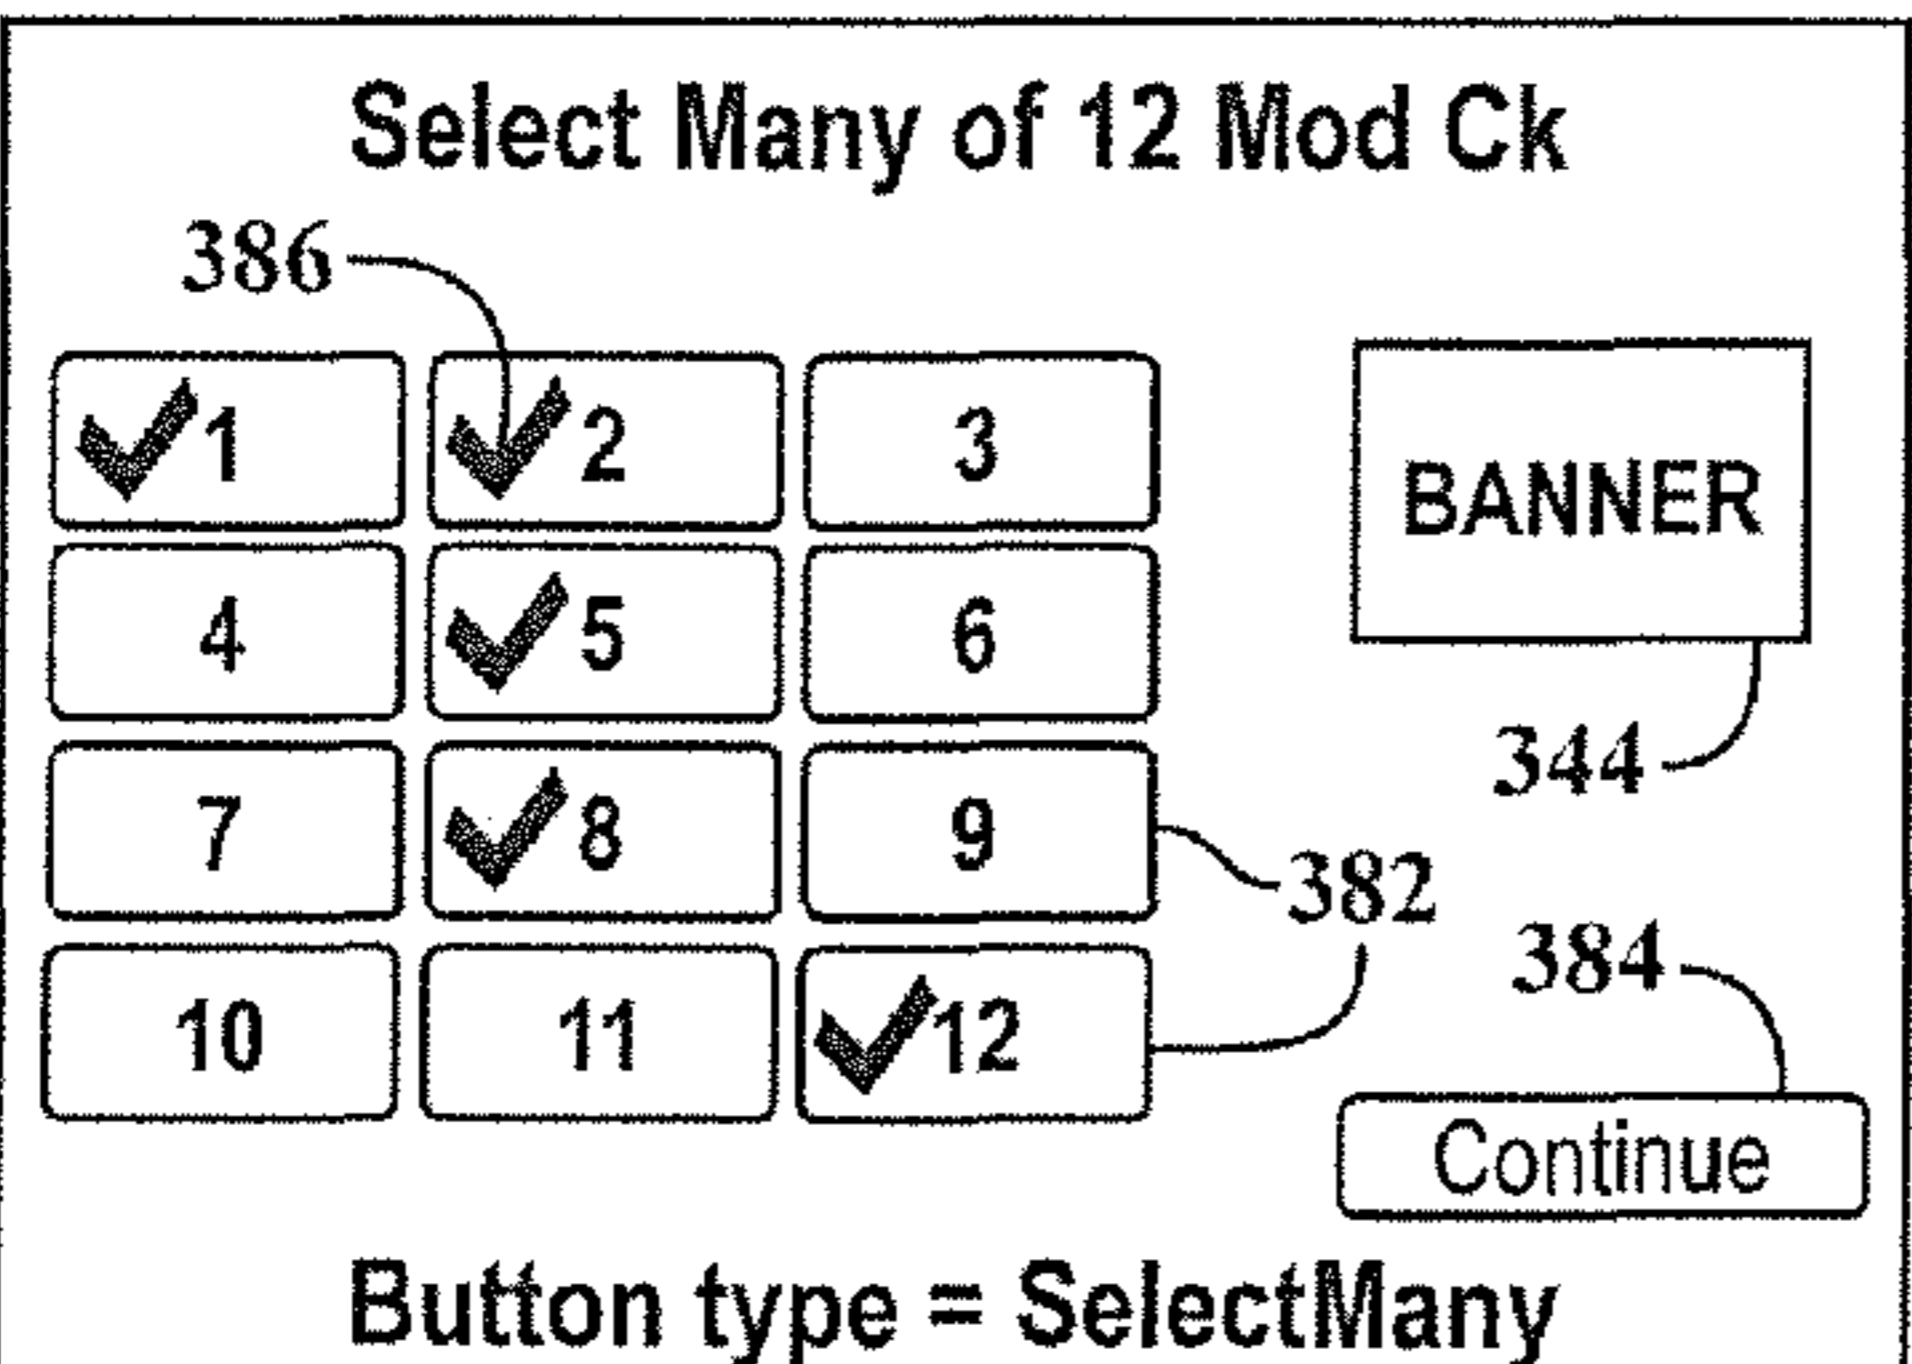 Select Many of 12 Mod Ck
386
1 2 3
BANNER
4 5 6
344
7 8 9
382
384
10 11 12
Continue
Button type = SelectMany